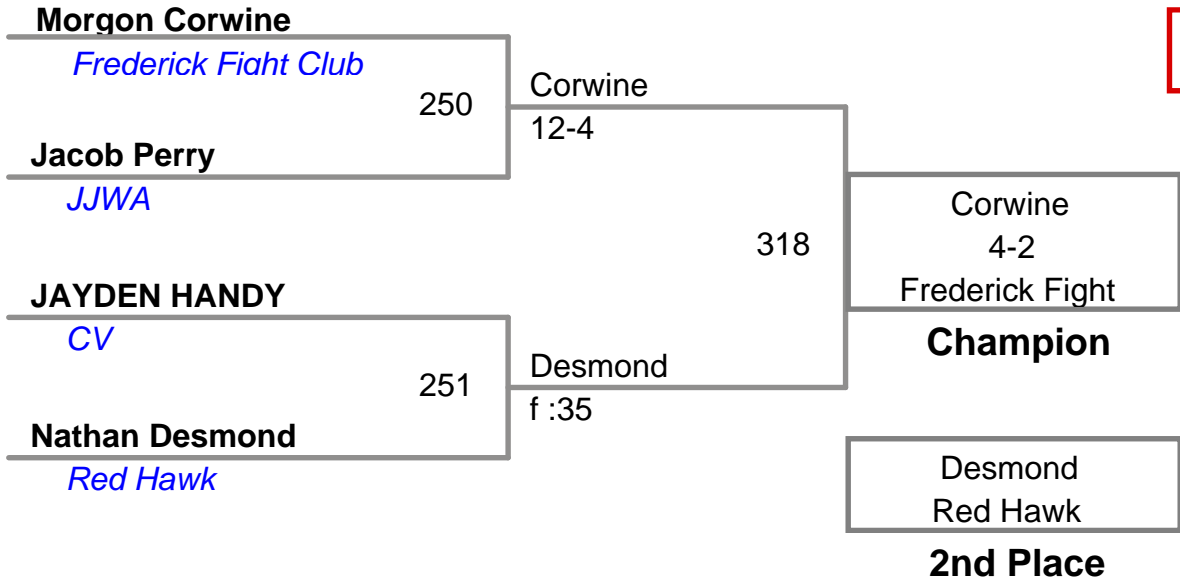 Morgon Corwine
Frederick Fight Club
250
Corwine
12-4
Jacob Perry
JJWA
318
Corwine
4-2
Frederick Fight
Champion
JAYDEN HANDY
CV
251
Desmond
f :35
Nathan Desmond
Red Hawk
Desmond
Red Hawk
2nd Place